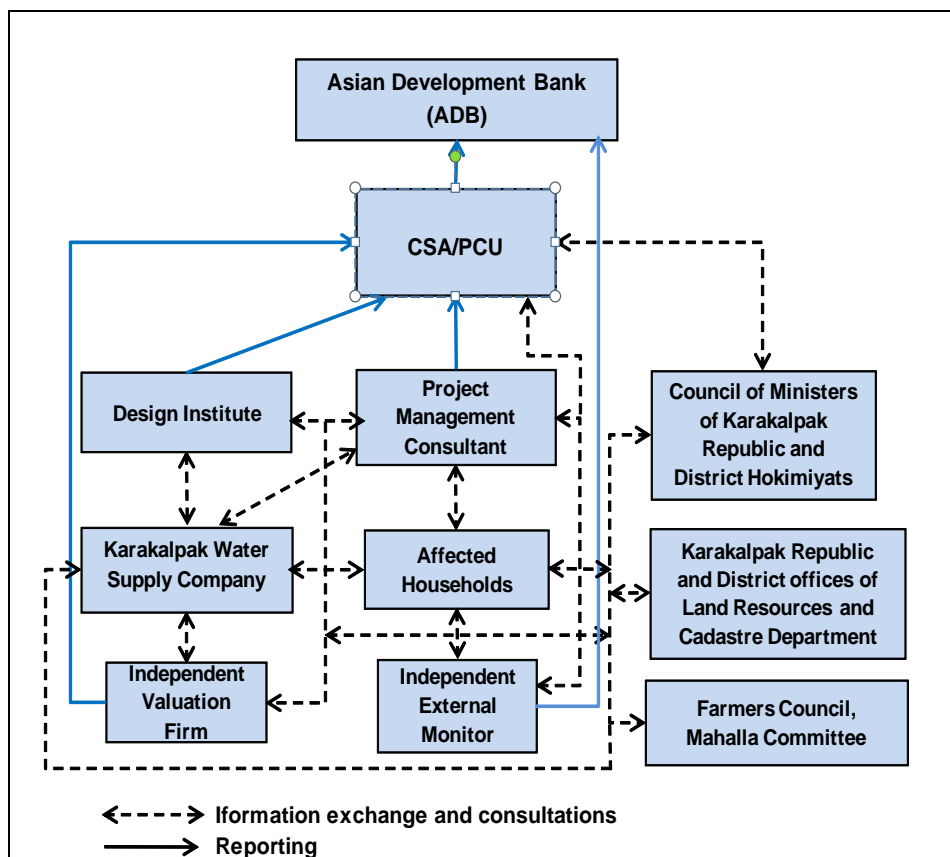 Asian Development Bank
(ADB)
CSA/PCU
Design Institute
Project
Management
Consultant
Council of Ministers
of Karakalpak
Republic and
District Hokimiyats
Karakalpak Water
Supply Company
Affected
Households
Karakalpak Republic
and District offices of
Land Resources and
Cadastre Department
Independent
Valuation
Firm
Independent
External
Monitor
Farmers Council,
Mahalla Committee
Iformation exchange and consultations
Reporting